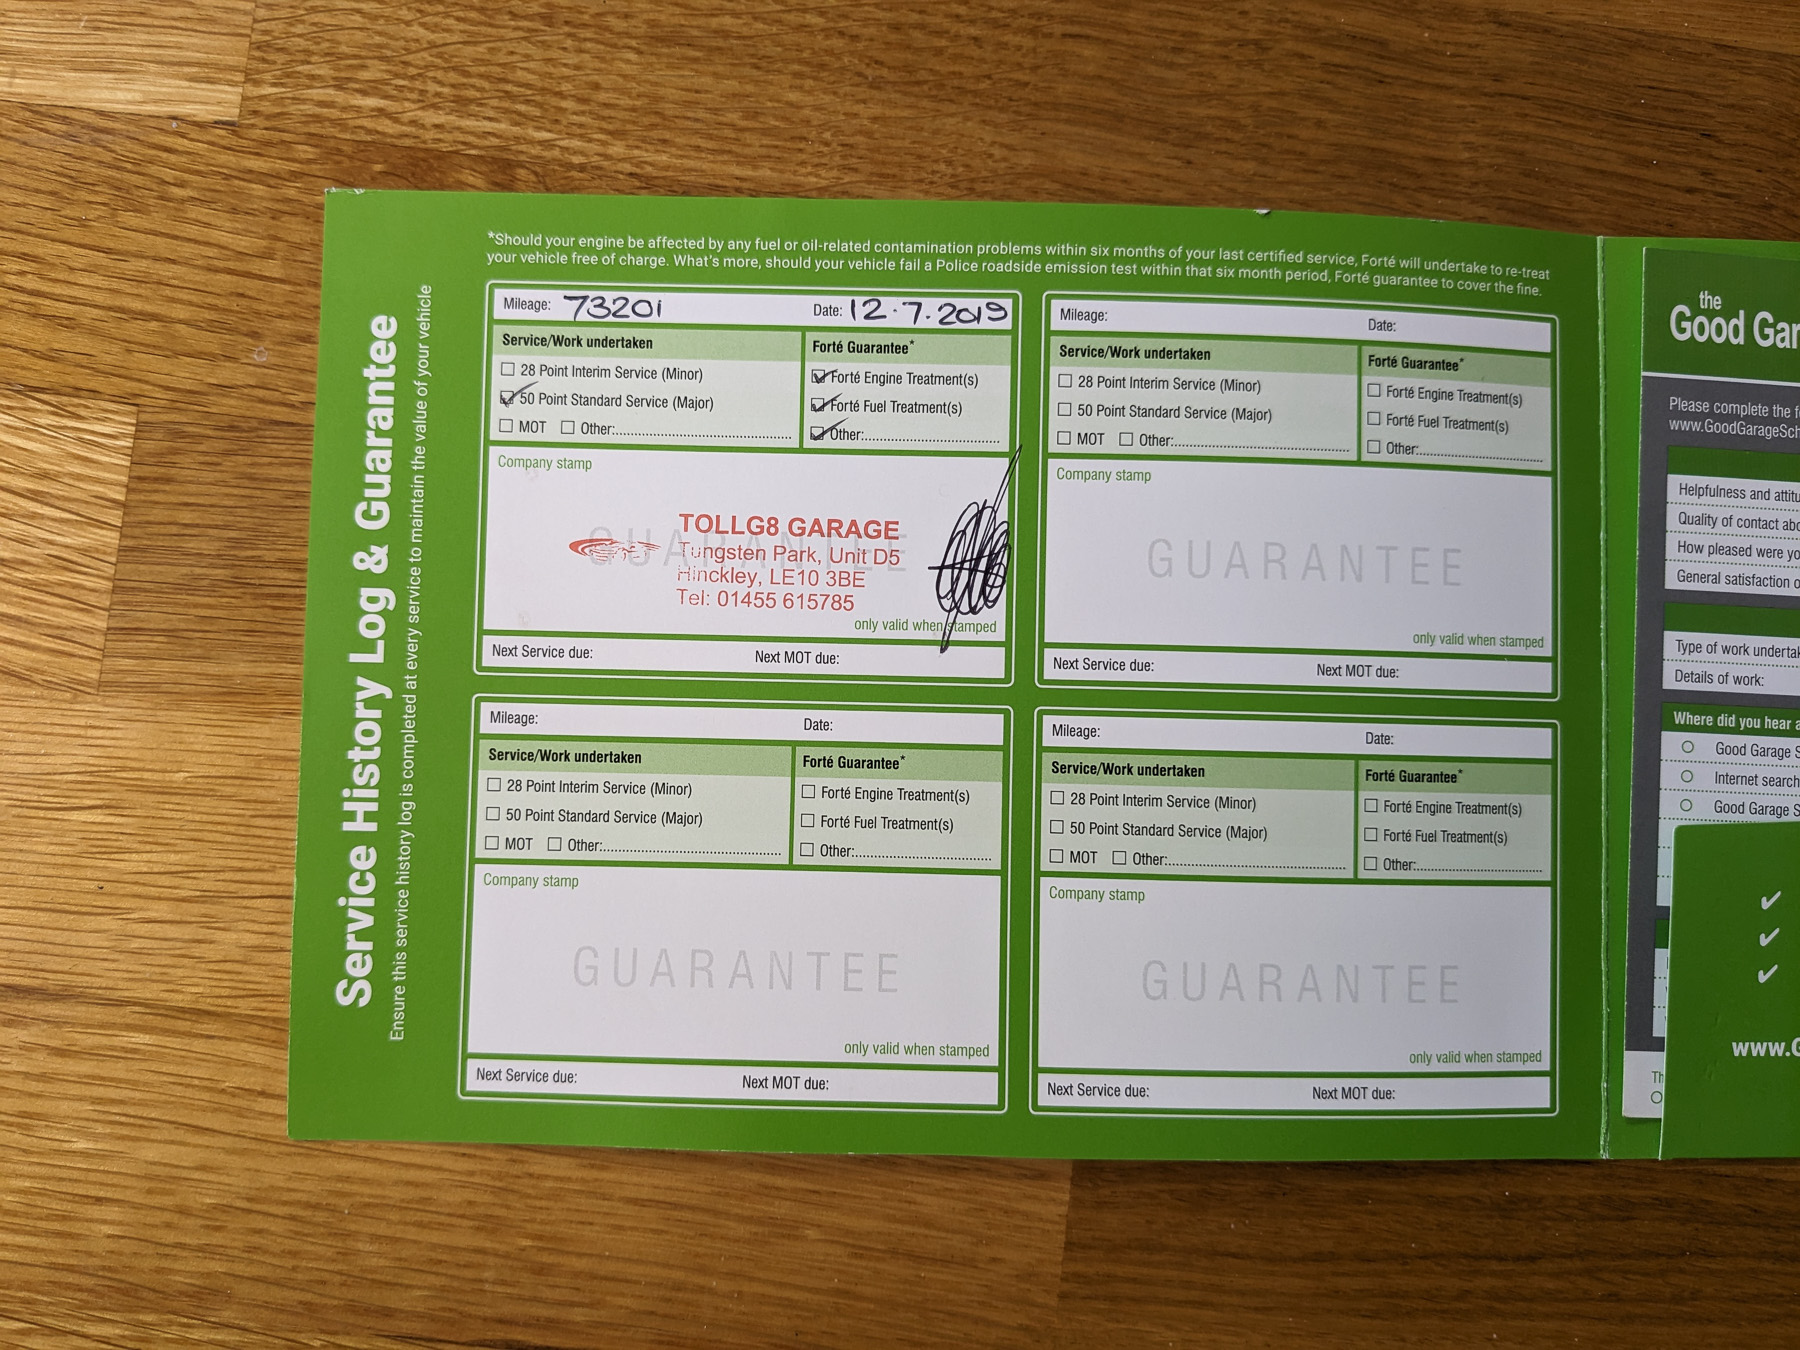 Service History Log & Guarantee
Ensure this service history log is completed at every service to maintain the value of your vehicle
*Should your engine be affected by any fuel or oil-related contamination problems within six months of your last certified service, Forté will undertake to re-treat
your vehicle free of charge. What's more, should your vehicle fail a Police roadside emission test within that six month period, Forté guarantee to cover the fine.
Mileage: 73201 Date: 12.7.2019
Service/Work undertaken Forté Guarantee*
28 Point Interim Service (Minor) Forté Engine Treatment(s)
50 Point Standard Service (Major) Forté Fuel Treatment(s)
MOT Other: Other:
Company stamp
GUARANTEE
TOLLG8 GARAGE
Tungsten Park, Unit D5
Hinckley, LE10 3BE
Tel: 01455 615785
only valid when stamped
Next Service due: Next MOT due:
Mileage: Date:
Service/Work undertaken Forté Guarantee*
28 Point Interim Service (Minor) Forté Engine Treatment(s)
50 Point Standard Service (Major) Forté Fuel Treatment(s)
MOT Other: Other:
Company stamp
GUARANTEE
only valid when stamped
Next Service due: Next MOT due:
Mileage: Date:
Service/Work undertaken Forté Guarantee*
28 Point Interim Service (Minor) Forté Engine Treatment(s)
50 Point Standard Service (Major) Forté Fuel Treatment(s)
MOT Other: Other:
Company stamp
GUARANTEE
only valid when stamped
Next Service due: Next MOT due:
Mileage: Date:
Service/Work undertaken Forté Guarantee*
28 Point Interim Service (Minor) Forté Engine Treatment(s)
50 Point Standard Service (Major) Forté Fuel Treatment(s)
MOT Other: Other:
Company stamp
GUARANTEE
only valid when stamped
Next Service due: Next MOT due:
the
Good Gar
Please complete the f
www.GoodGarageSch
Helpfulness and attitu
Quality of contact abo
How pleased were yo
General satisfaction o
Type of work undertak
Details of work:
Where did you hear a
Good Garage S
Internet search
Good Garage S
www.G
Th